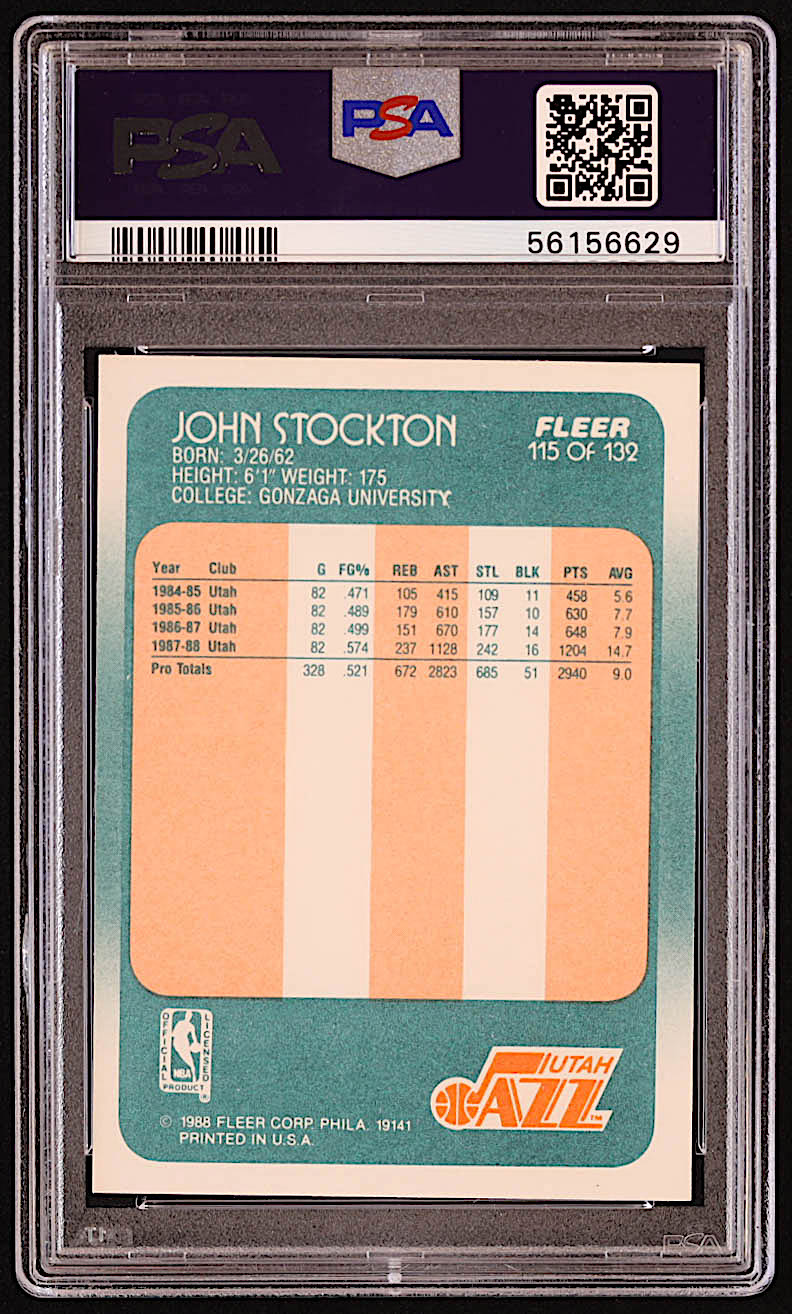 PSA
PSA
56156629
JOHN STOCKTON
BORN: 3/26/62
HEIGHT: 6'1" WEIGHT: 175
COLLEGE: GONZAGA UNIVERSITY
FLEER
115 OF 132
Year Club G FG% REB AST STL BLK PTS AVG
1984-85 Utah 82 .471 105 415 109 11 458 5.6
1985-86 Utah 82 .489 179 610 157 10 630 7.7
1986-87 Utah 82 .499 151 670 177 14 648 7.9
1987-88 Utah 82 .574 237 1128 242 16 1204 14.7
Pro Totals 328 .521 672 2823 685 51 2940 9.0
OFFICIAL
LICENSED
NBA
PRODUCT
®
UTAH
JAZZ
™
© 1988 FLEER CORP. PHILA. 19141
PRINTED IN U.S.A.
PSA